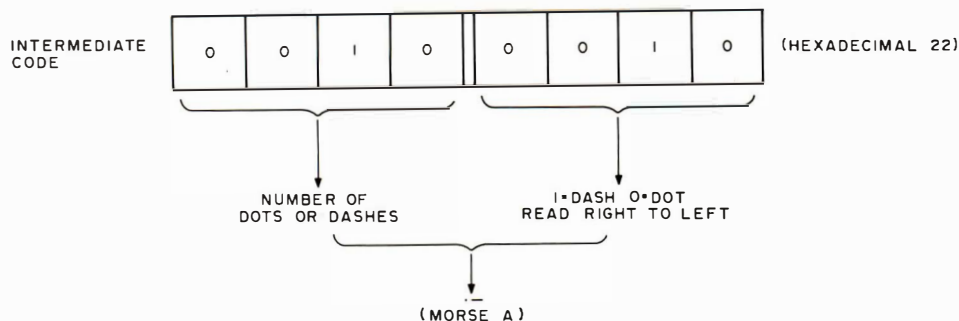 INTERMEDIATE
CODE
0 0 1 0 0 0 1 0
(HEXADECIMAL 22)
NUMBER OF
DOTS OR DASHES
1=DASH 0=DOT
READ RIGHT TO LEFT
.—
(MORSE A)